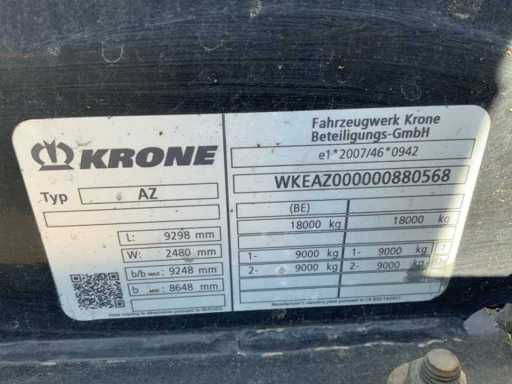 KRONE
Typ AZ
L: 9298 mm
W: 2480 mm
b/b MAX: 9248 mm
b MIN: 8648 mm
Fahrzeugwerk Krone
Beteiligungs-GmbH
e1*2007/46*0942
WKEAZ000000880568
(BE)
18000 kg 18000 kg
1- 9000 kg 1- 9000 kg
2- 9000 kg 2- 9000 kg